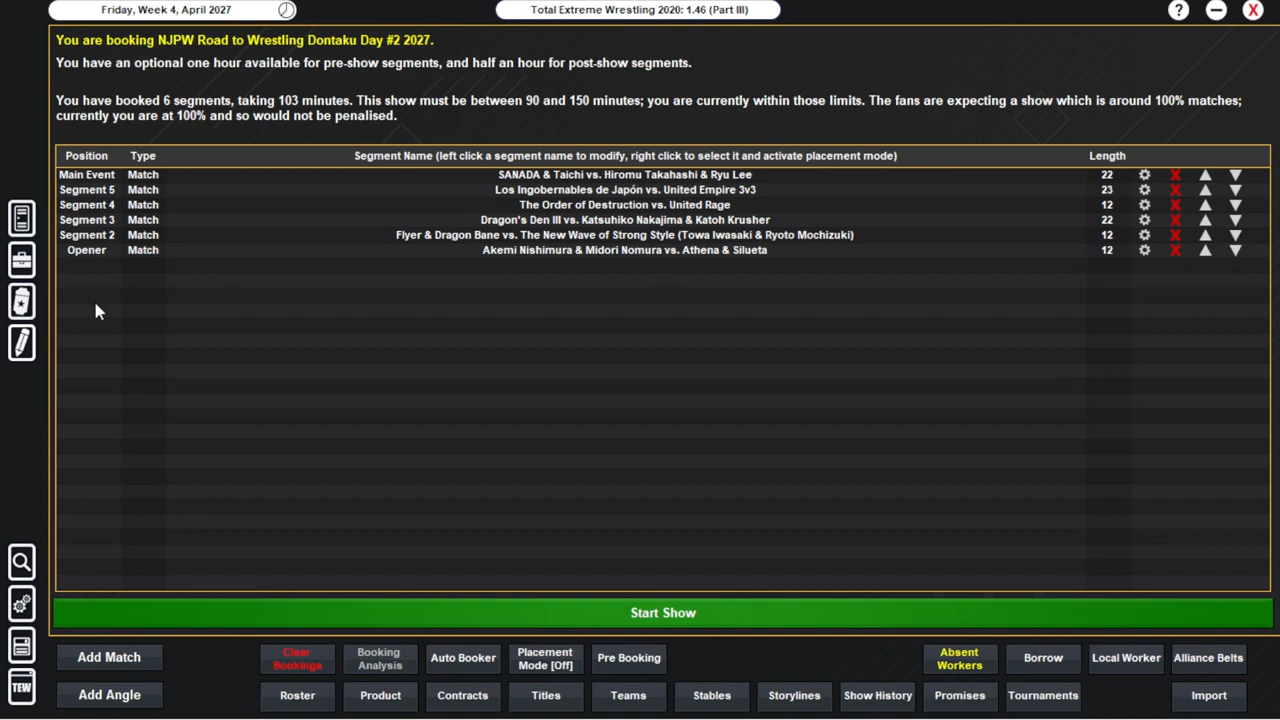 Friday, Week 4, April 2027
Total Extreme Wrestling 2020: 1.46 (Part III)
?
X
You are booking NJPW Road to Wrestling Dontaku Day #2 2027.
You have an optional one hour available for pre-show segments, and half an hour for post-show segments.
You have booked 6 segments, taking 103 minutes. This show must be between 90 and 150 minutes; you are currently within those limits. The fans are expecting a show which is around 100% matches;
currently you are at 100% and so would not be penalised.
Position Type Segment Name (left click a segment name to modify, right click to select it and activate placement mode) Length
Main Event Match SANADA & Taichi vs. Hiromu Takahashi & Ryu Lee 22 X
Segment 5 Match Los Ingobernables de Japón vs. United Empire 3v3 23 X
Segment 4 Match The Order of Destruction vs. United Rage 12 X
Segment 3 Match Dragon's Den III vs. Katsuhiko Nakajima & Katoh Krusher 22 X
Segment 2 Match Flyer & Dragon Bane vs. The New Wave of Strong Style (Towa Iwasaki & Ryoto Mochizuki) 12 X
Opener Match Akemi Nishimura & Midori Nomura vs. Athena & Silueta 12 X
Start Show
Add Match
Clear
Bookings
Booking
Analysis
Auto Booker
Placement
Mode [Off]
Pre Booking
Absent
Workers
Borrow
Local Worker
Alliance Belts
TEW
Add Angle
Roster
Product
Contracts
Titles
Teams
Stables
Storylines
Show History
Promises
Tournaments
Import